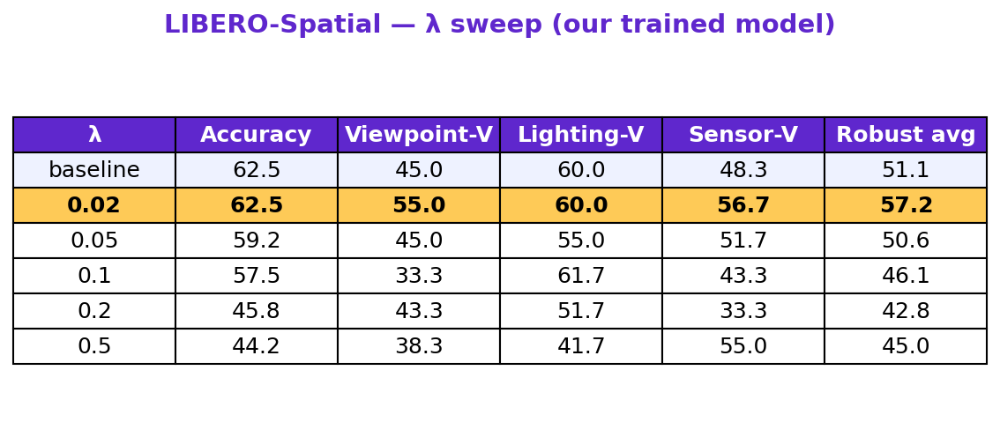 LIBERO-Spatial — λ sweep (our trained model)
λ Accuracy Viewpoint-V Lighting-V Sensor-V Robust avg
baseline 62.5 45.0 60.0 48.3 51.1
0.02 62.5 55.0 60.0 56.7 57.2
0.05 59.2 45.0 55.0 51.7 50.6
0.1 57.5 33.3 61.7 43.3 46.1
0.2 45.8 43.3 51.7 33.3 42.8
0.5 44.2 38.3 41.7 55.0 45.0